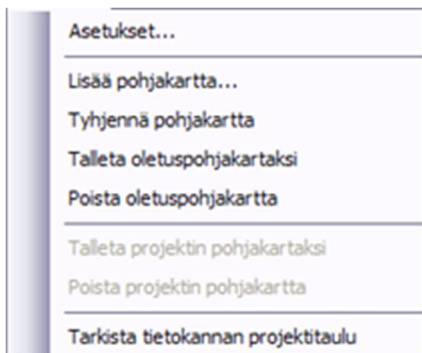 Asetukset...
Lisää pohjakartta...
Tyhjennä pohjakartta
Talleta oletuspohjakartaksi
Poista oletuspohjakartta
Talleta projektin pohjakartaksi
Poista projektin pohjakartta
Tarkista tietokannan projektitaulu